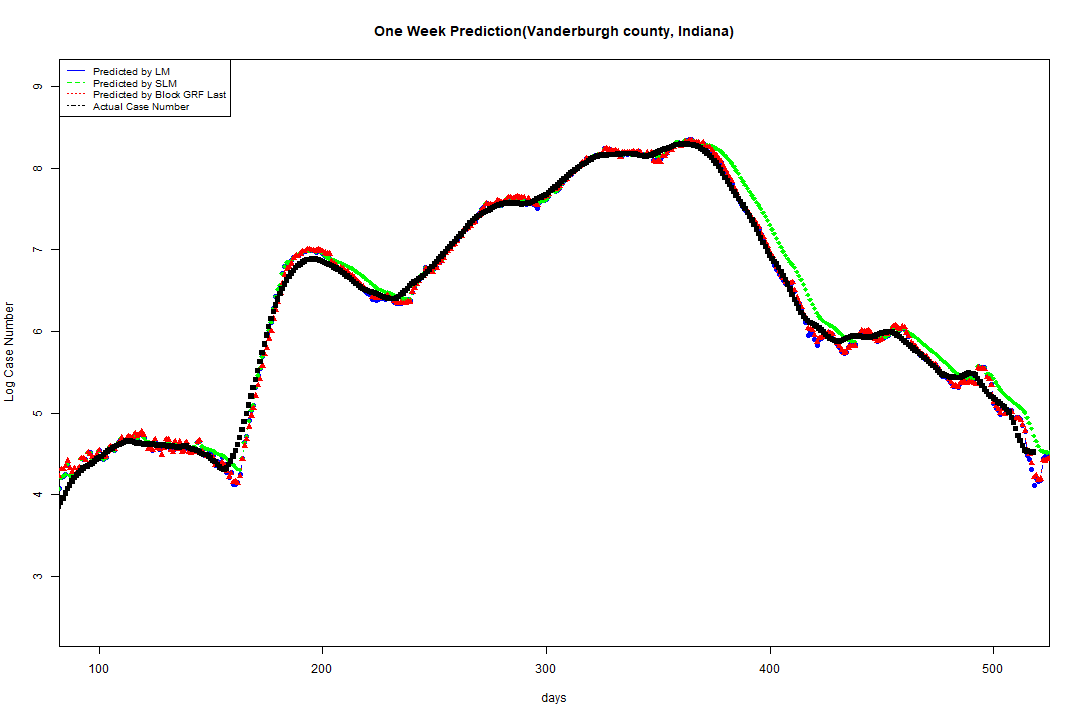 One Week Prediction(Vanderburgh county, Indiana)
Predicted by LM
Predicted by SLM
Predicted by Block GRF Last
Actual Case Number
Log Case Number
9
8
7
6
5
4
3
100 200 300 400 500
days